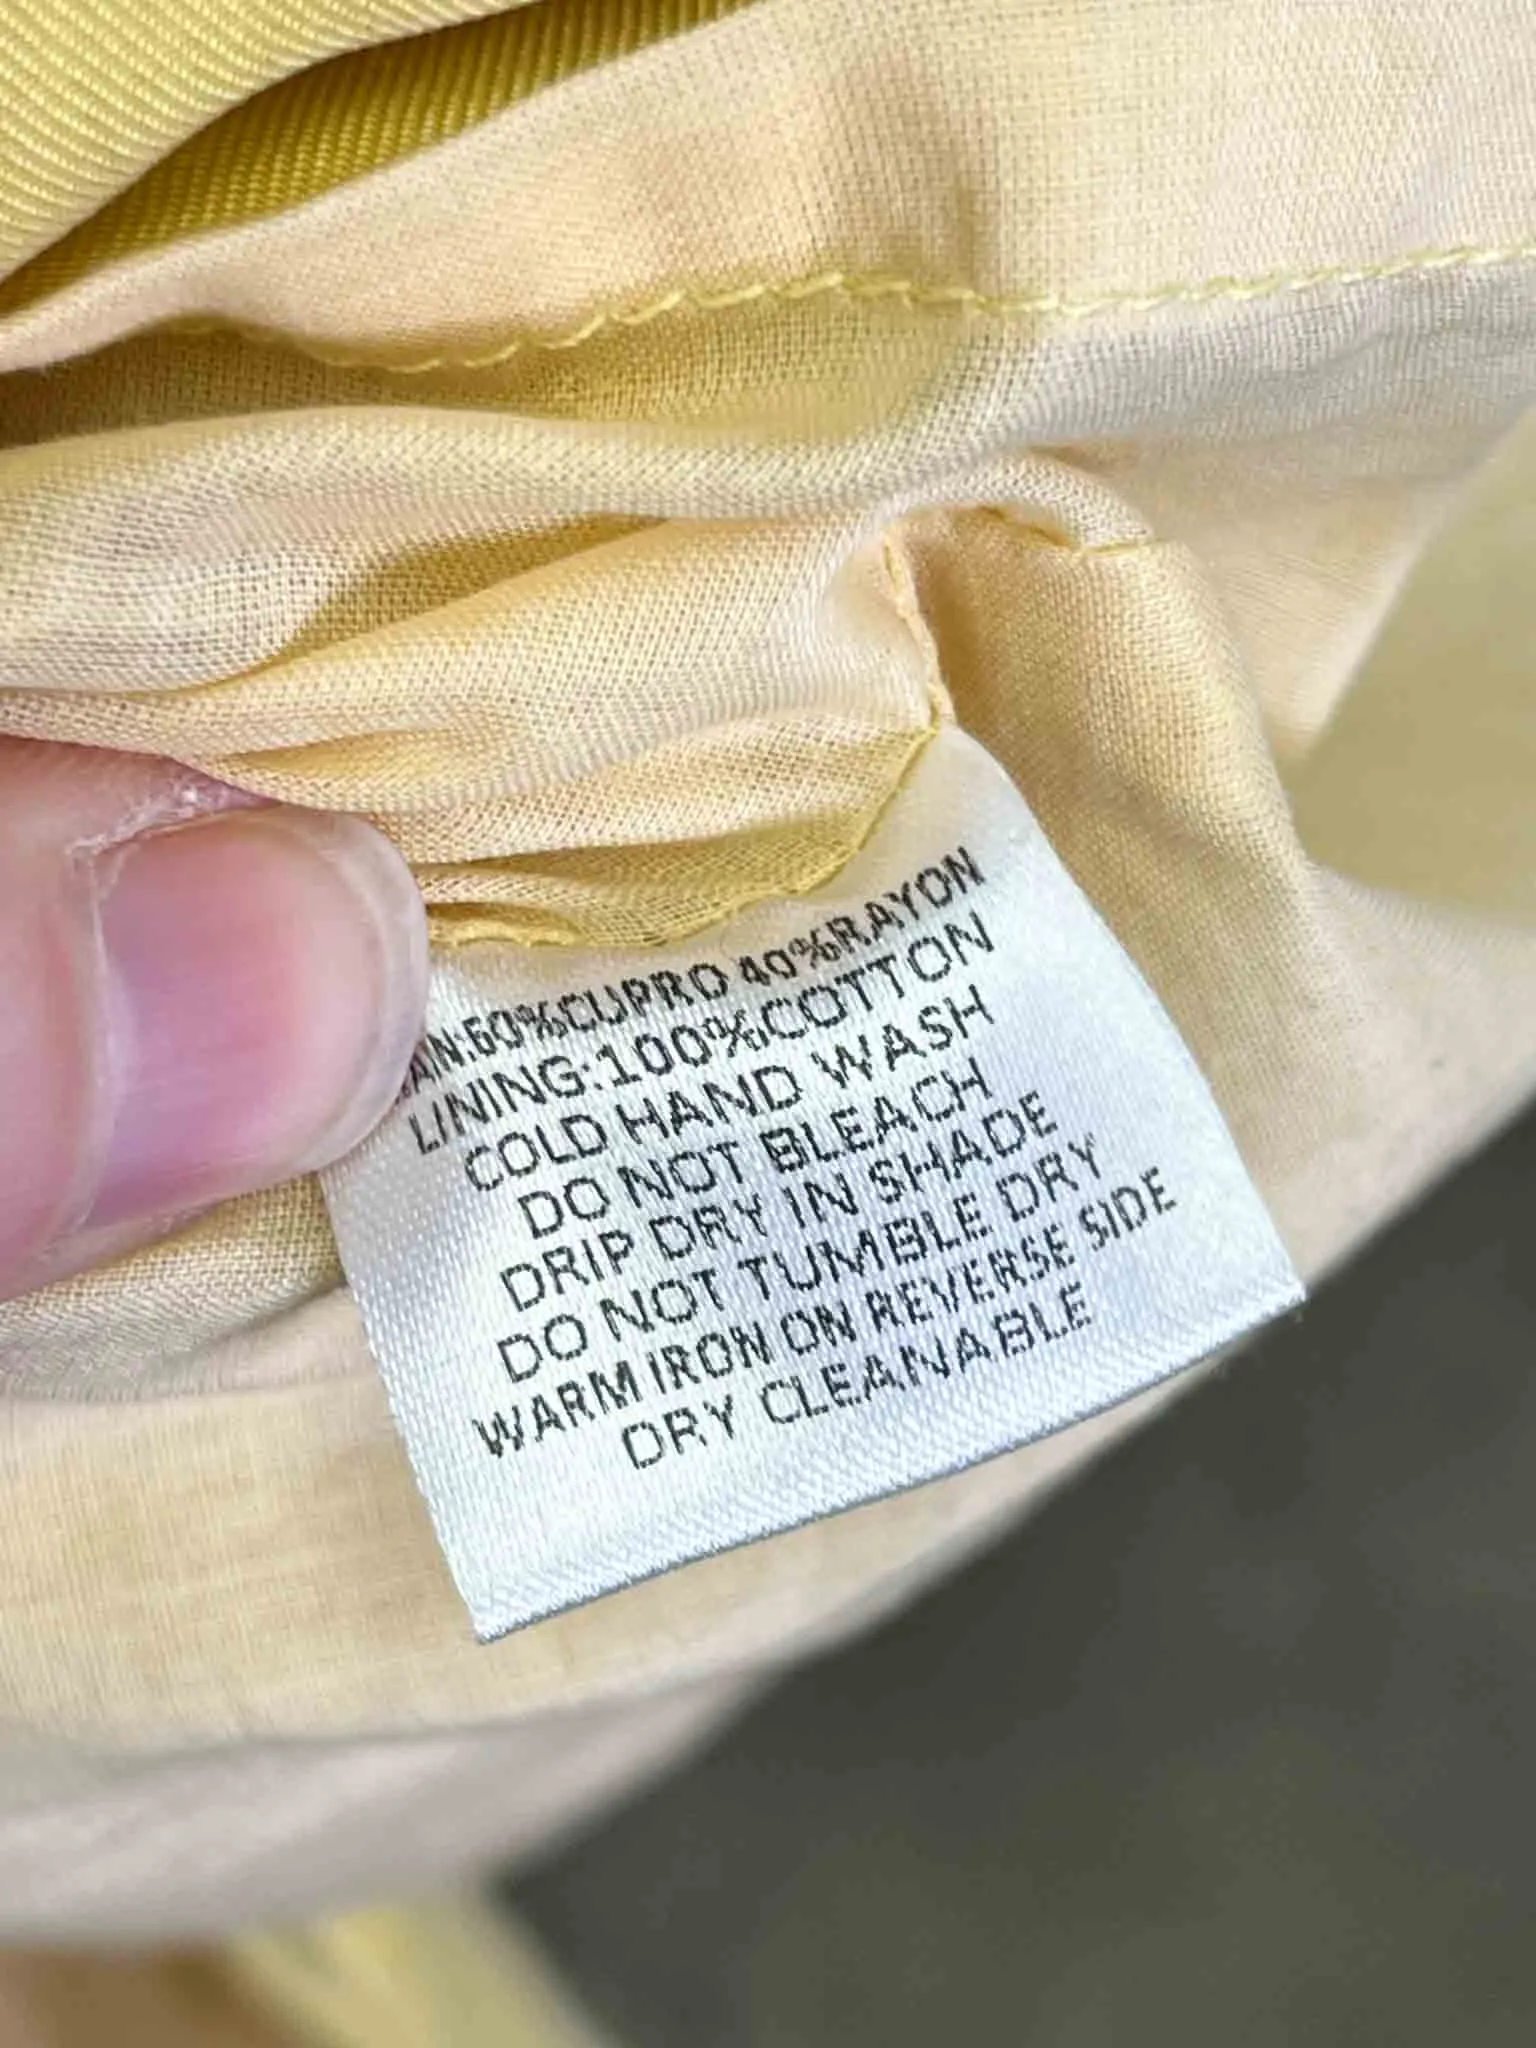 AIN:60%CUPRO 40%RAYON
LINING:100%COTTON
COLD HAND WASH
DO NOT BLEACH
DRIP DRY IN SHADE
DO NOT TUMBLE DRY
WARM IRON ON REVERSE SIDE
DRY CLEANABLE